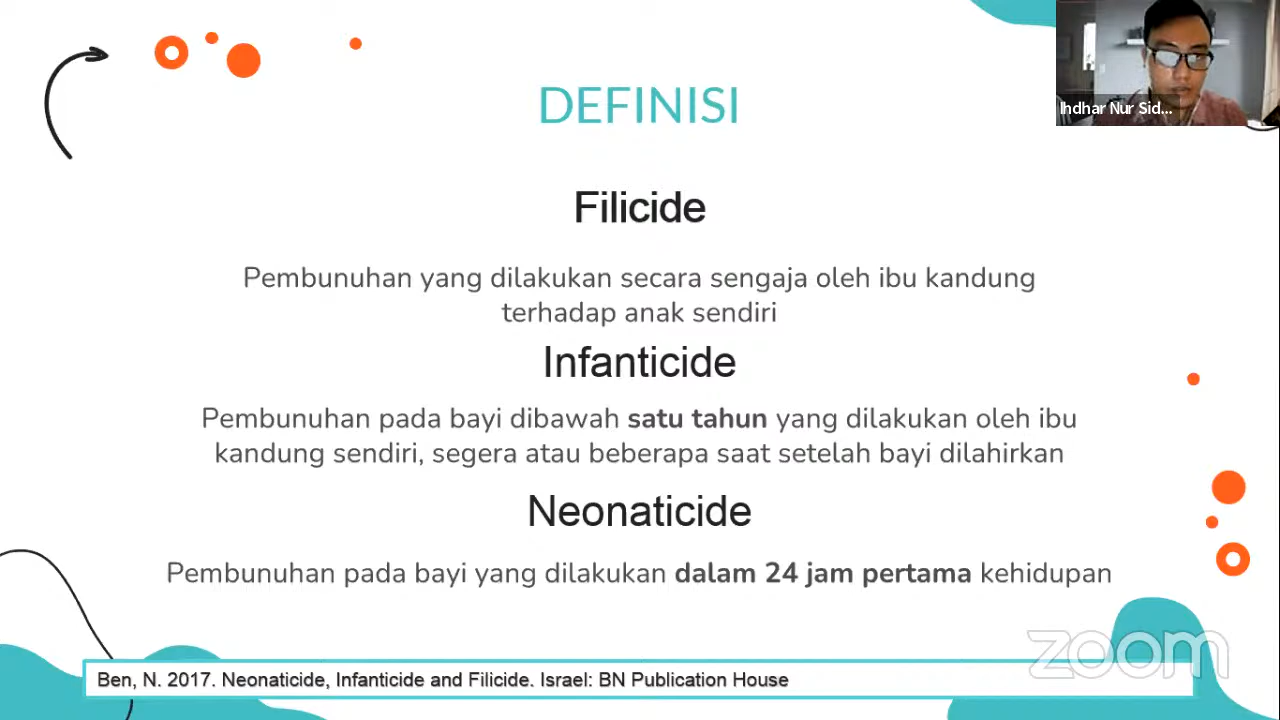 DEFINISI
Ihdhar Nur Sid...
Filicide
Pembunuhan yang dilakukan secara sengaja oleh ibu kandung
terhadap anak sendiri
Infanticide
Pembunuhan pada bayi dibawah satu tahun yang dilakukan oleh ibu
kandung sendiri, segera atau beberapa saat setelah bayi dilahirkan
Neonaticide
Pembunuhan pada bayi yang dilakukan dalam 24 jam pertama kehidupan
zoom
Ben, N. 2017. Neonaticide, Infanticide and Filicide. Israel: BN Publication House